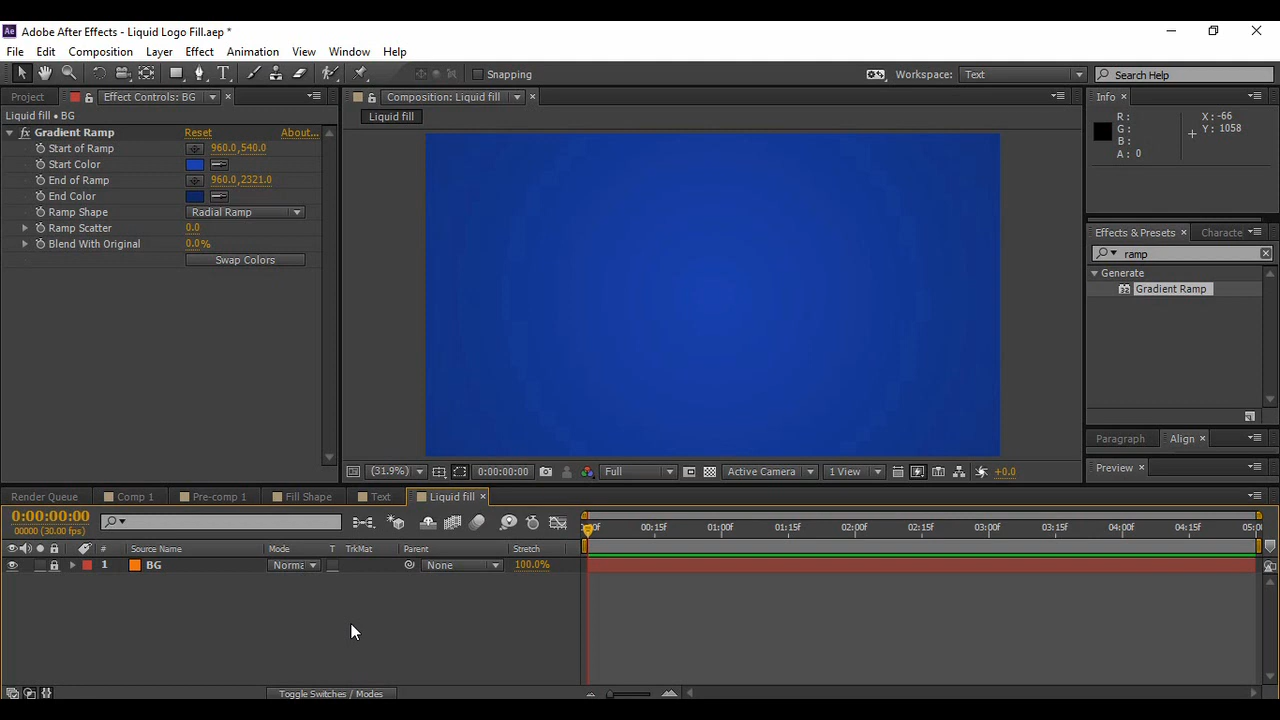 Ae Adobe After Effects - Liquid Logo Fill.aep *
File Edit Composition Layer Effect Animation View Window Help
Snapping Workspace: Text Search Help
Project Effect Controls: BG Composition: Liquid fill Info
Liquid fill • BG
Liquid fill
fx Gradient Ramp Reset About...
Start of Ramp 960.0,540.0
Start Color
End of Ramp 960.0,2321.0
End Color
Ramp Shape Radial Ramp
Ramp Scatter 0.0
Blend With Original 0.0%
Swap Colors
R :
G :
B :
A : 0
X : -66
Y : 1058
Effects & Presets Characte
ramp
Generate
Gradient Ramp
Paragraph Align
Preview
(31.9%) 0:00:00:00 Full Active Camera 1 View +0.0
Render Queue Comp 1 Pre-comp 1 Fill Shape Text Liquid fill
0:00:00:00
00000 (30.00 fps)
:00f 00:15f 01:00f 01:15f 02:00f 02:15f 03:00f 03:15f 04:00f 04:15f 05:0
# Source Name Mode T TrkMat Parent Stretch
1 BG Norma None 100.0%
Toggle Switches / Modes